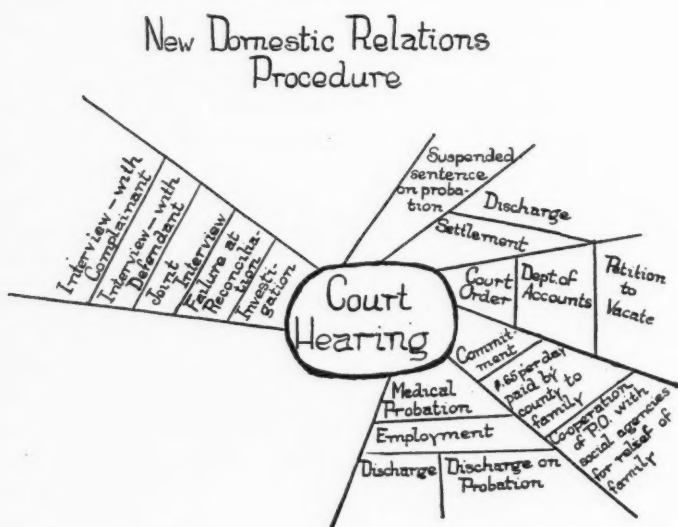 New Domestic Relations
Procedure
Interview – with
Complainant
Interview – with
Defendant
Joint
Interview
Failure at
Reconcilia-
tion
Investi-
gation
Court
Hearing
Suspended
sentence
on proba-
tion
Discharge
Settlement
Court
Order
Dept. of
Accounts
Petition
to
Vacate
Commit-
ment
$.65 per day
paid by
county to
family
Co-operation
of P.O. with
social agencies
for relief of
family
Medical
Probation
Employment
Discharge
Discharge on
Probation